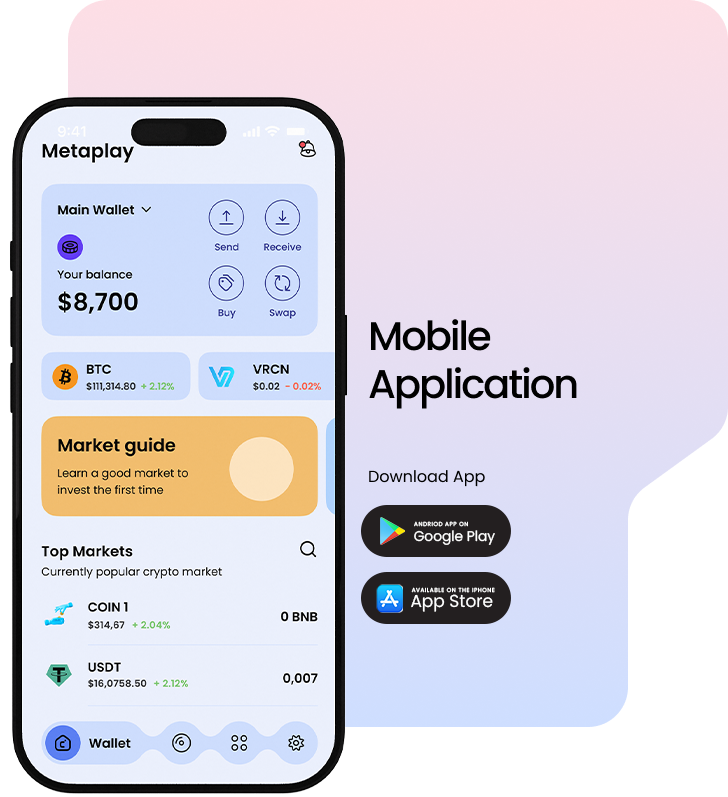 9:41
Metaplay
Main Wallet
Send
Receive
Your balance
$8,700
Buy
Swap
BTC
$111,314.80 + 2.12%
VRCN
$0.02 − 0.02%
Market guide
Learn a good market to
invest the first time
Top Markets
Currently popular crypto market
COIN 1
$314,67 + 2.04%
0 BNB
USDT
$16,0758.50 + 2.12%
0,007
Wallet
Mobile
Application
Download App
ANDRIOD APP ON
Google Play
AVAILABLE ON THE IPHONE
App Store